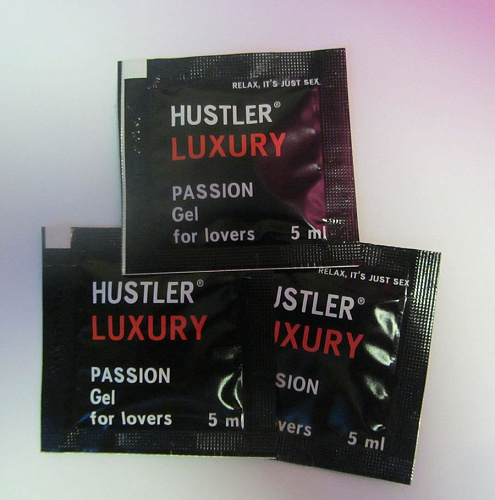 RELAX, IT'S JUST SEX
HUSTLER®
LUXURY
PASSION
Gel
for lovers 5 ml
HUSTLER®
LUXURY
PASSION
Gel
for lovers 5 ml
RELAX, IT'S JUST SEX
USTLER®
UXURY
SION
vers 5 ml